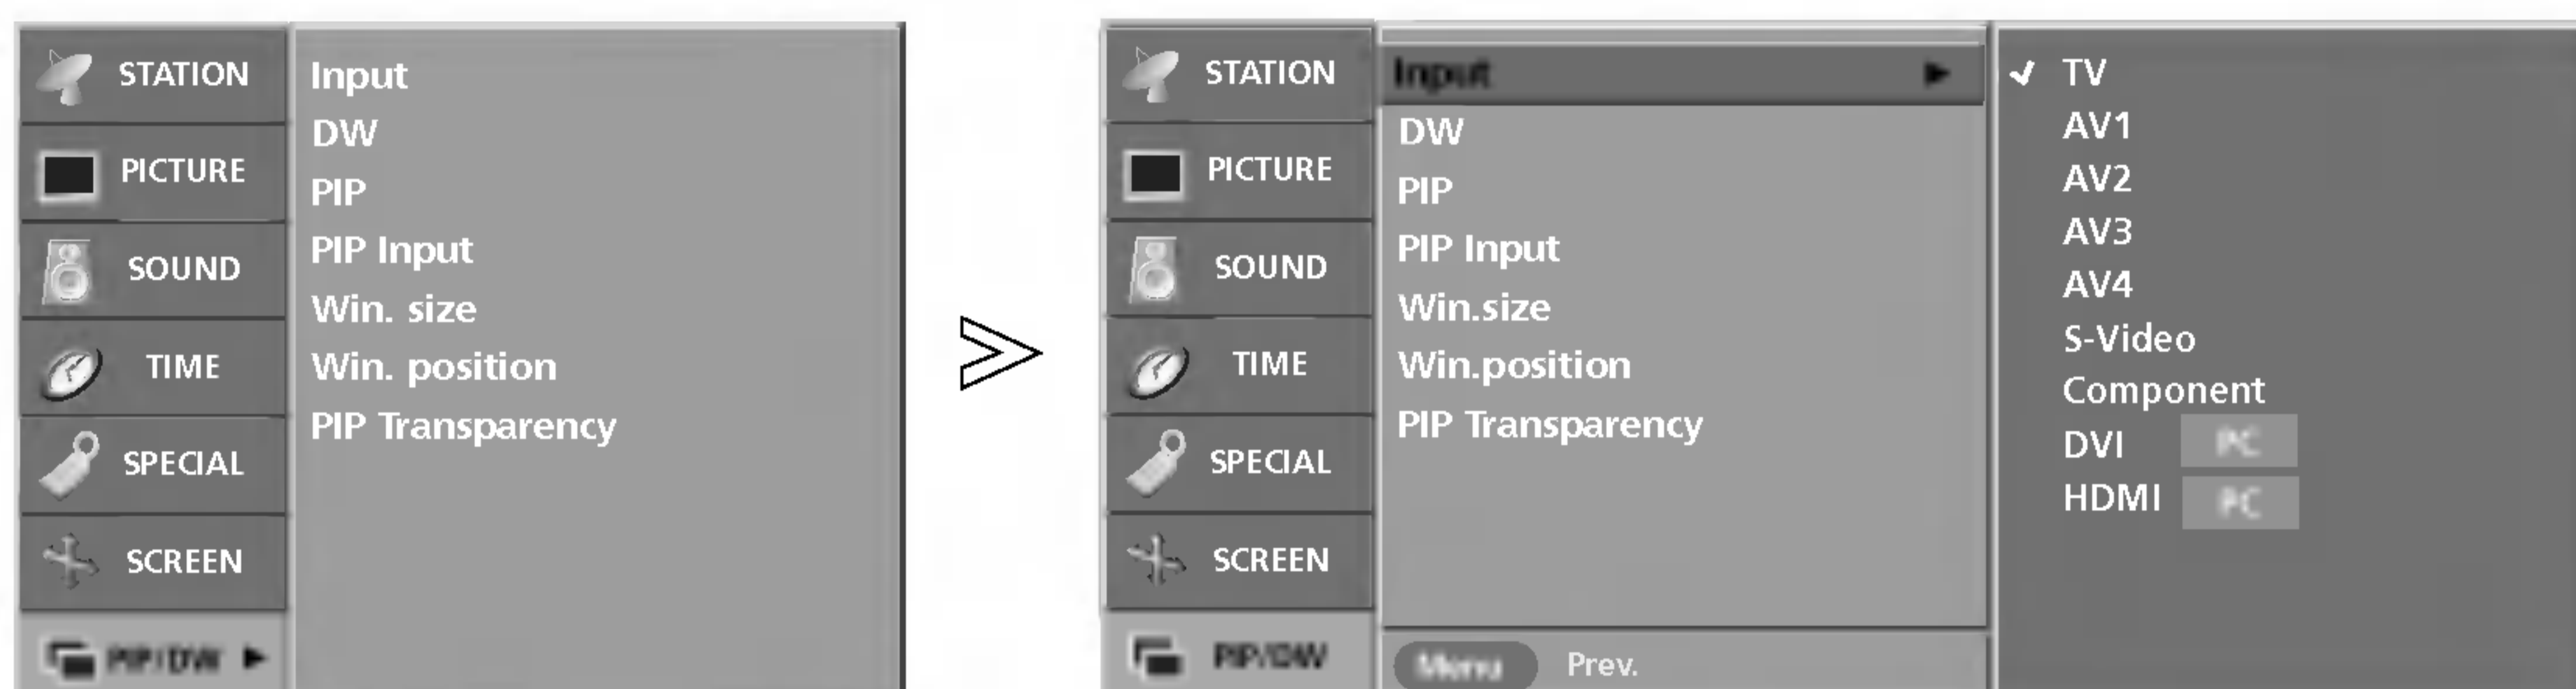 STATION
PICTURE
SOUND
TIME
SPECIAL
SCREEN
PIP/DW
Input
DW
PIP
PIP Input
Win. size
Win. position
PIP Transparency
STATION
PICTURE
SOUND
TIME
SPECIAL
SCREEN
PIP/DW
Input
DW
PIP
PIP Input
Win.size
Win.position
PIP Transparency
Menu Prev.
TV
AV1
AV2
AV3
AV4
S-Video
Component
DVI PC
HDMI PC